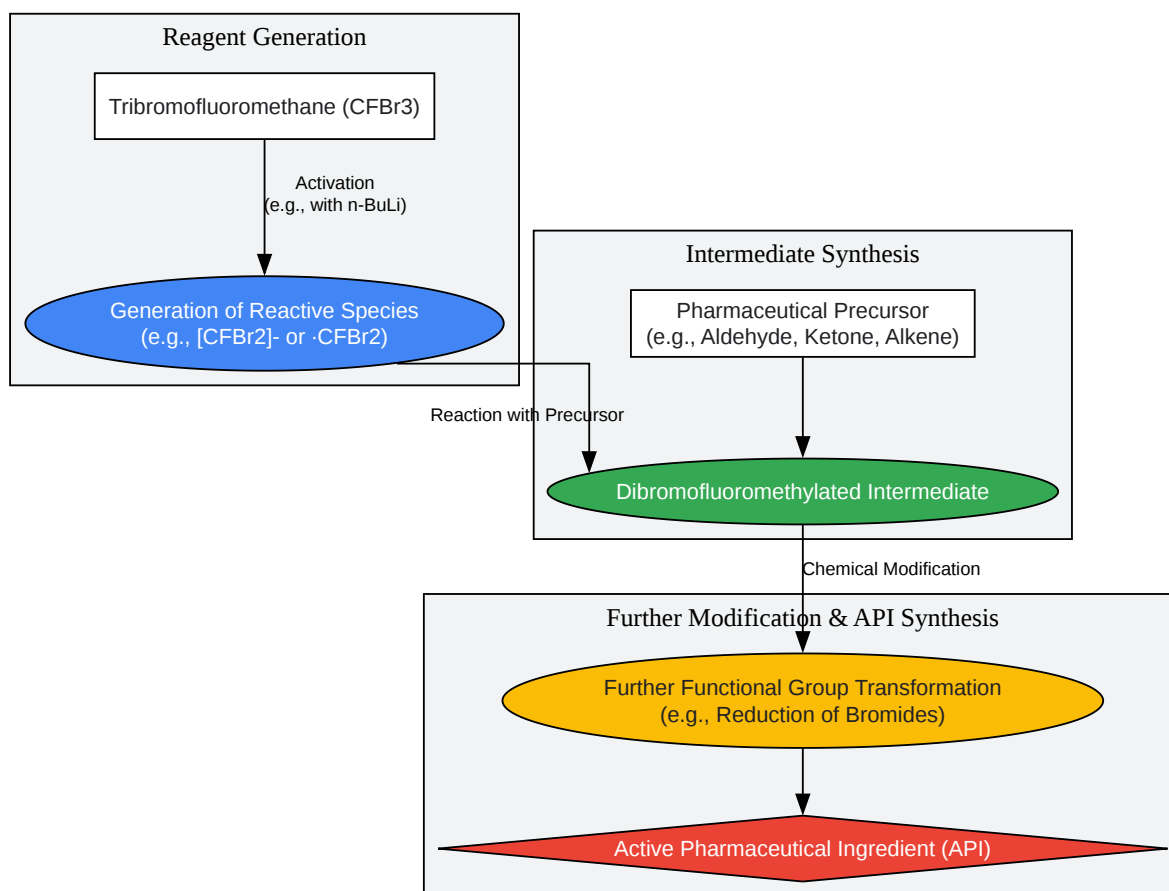 Reagent Generation
Tribromofluoromethane (CFBr3)
Activation
(e.g., with n-BuLi)
Generation of Reactive Species
(e.g., [CFBr2]- or ·CFBr2)
Intermediate Synthesis
Pharmaceutical Precursor
(e.g., Aldehyde, Ketone, Alkene)
Reaction with Precursor
Dibromofluoromethylated Intermediate
Chemical Modification
Further Modification & API Synthesis
Further Functional Group Transformation
(e.g., Reduction of Bromides)
Active Pharmaceutical Ingredient (API)